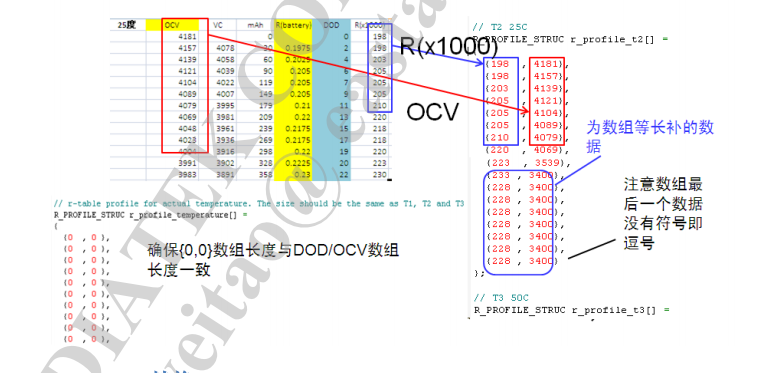 25度 OCV VC mAh R(battery) DOD R(x1000)
4181 0 0 198
4157 4078 30 0.1975 2 198
4139 4058 60 0.2025 4 203
4121 4039 90 0.205 6 205
4104 4022 119 0.205 7 205
4089 4007 149 0.205 9 205
4079 3995 179 0.21 11 210
4069 3981 209 0.22 13 220
4048 3961 239 0.2175 15 218
4023 3936 269 0.2175 17 218
3916 298 0.22 19 220
3991 3902 328 0.2225 20 223
3983 3891 358 0.23 22 230
R(x1000)
OCV
// T2 25C
R_PROFILE_STRUC r_profile_t2[] =
{
{198 , 4181},
{198 , 4157},
{203 , 4139},
{205 , 4121},
{205 , 4104},
{205 , 4089},
{210 , 4079},
{220 , 4069},
{223 , 3539},
{233 , 3400},
{228 , 3400},
{228 , 3400},
{228 , 3400},
{228 , 3400},
{228 , 3400},
{228 , 3400},
{228 , 3400}
};
// T3 50C
R_PROFILE_STRUC r_profile_t3[] =
为数组等长补的数
据
注意数组最
后一个数据
没有符号即
逗号
// r-table profile for actual temperature. The size should be the same as T1, T2 and T3
R_PROFILE_STRUC r_profile_temperature[] =
{
{0 , 0 },
{0 , 0 },
{0 , 0 },
{0 , 0 },
{0 , 0 },
{0 , 0 },
{0 , 0 },
{0 , 0 },
{0 , 0 },
确保{0,0}数组长度与DOD/OCV数组
长度一致